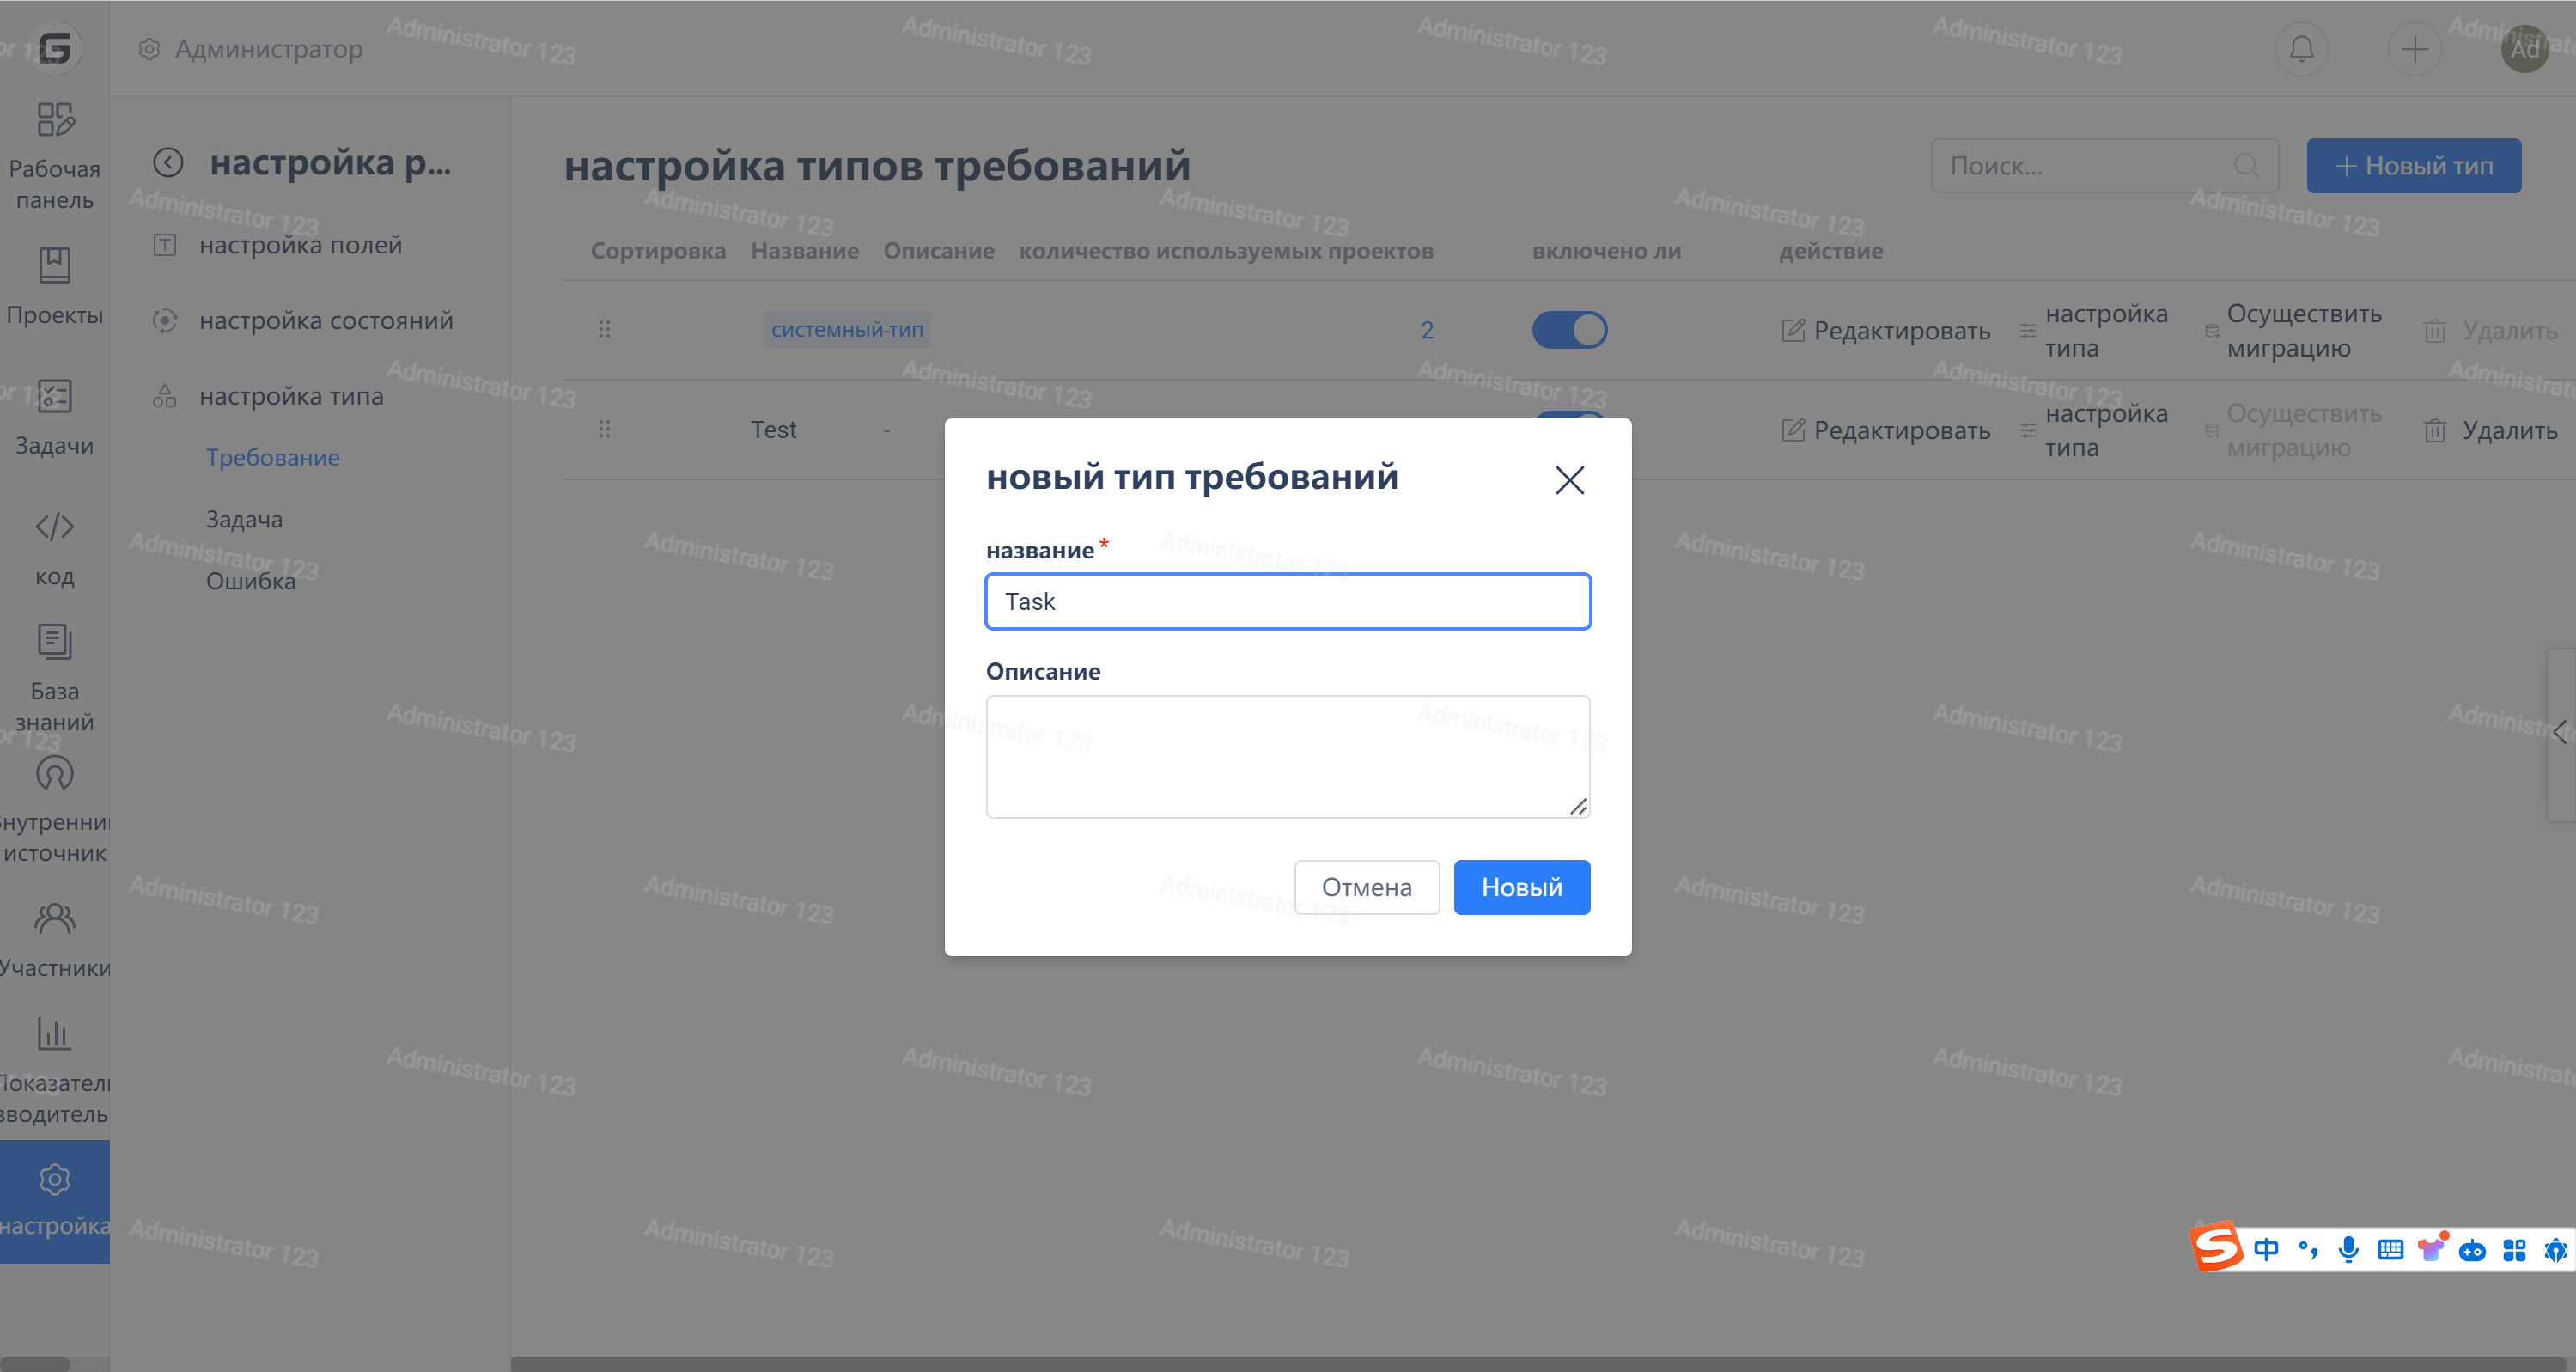 Администратор
Ad
Рабочая
панель
Проекты
Задачи
код
База
знаний
источник
Участники
настройка
настройка р...
настройка полей
настройка состояний
настройка типа
Требование
Задача
Ошибка
настройка типов требований
Поиск...
Новый тип
Сортировка Название Описание количество используемых проектов включено ли действие
системный-тип 2 Редактировать настройка типа Осуществить миграцию Удалить
Test - Редактировать настройка типа Осуществить миграцию Удалить
новый тип требований
название *
Task
Описание
Отмена Новый
Administrator 123
中